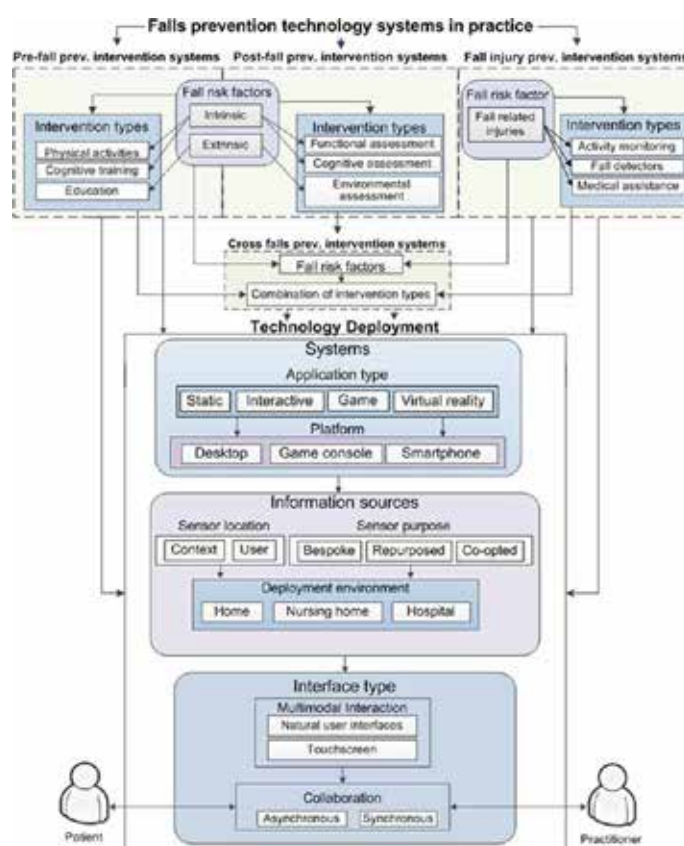 Falls prevention technology systems in practice
Pre-fall prev. intervention systems
Post-fall prev. intervention systems
Fall injury prev. intervention systems
Fall risk factors
Intrinsic
Extrinsic
Intervention types
Physical activities
Cognitive training
Education
Intervention types
Functional assessment
Cognitive assessment
Environmental
assessment
Fall risk factor
Fall related
injuries
Intervention types
Activity monitoring
Fall detectors
Medical assistance
Cross falls prev. intervention systems
Fall risk factors
Combination of intervention types
Technology Deployment
Systems
Application type
Static
Interactive
Game
Virtual reality
Platform
Desktop
Game console
Smartphone
Information sources
Sensor location
Sensor purpose
Context
User
Bespoke
Repurposed
Co-opted
Deployment environment
Home
Nursing home
Hospital
Interface type
Multimodal Interaction
Natural user interfaces
Touchscreen
Collaboration
Asynchronous
Synchronous
Patient
Practitioner